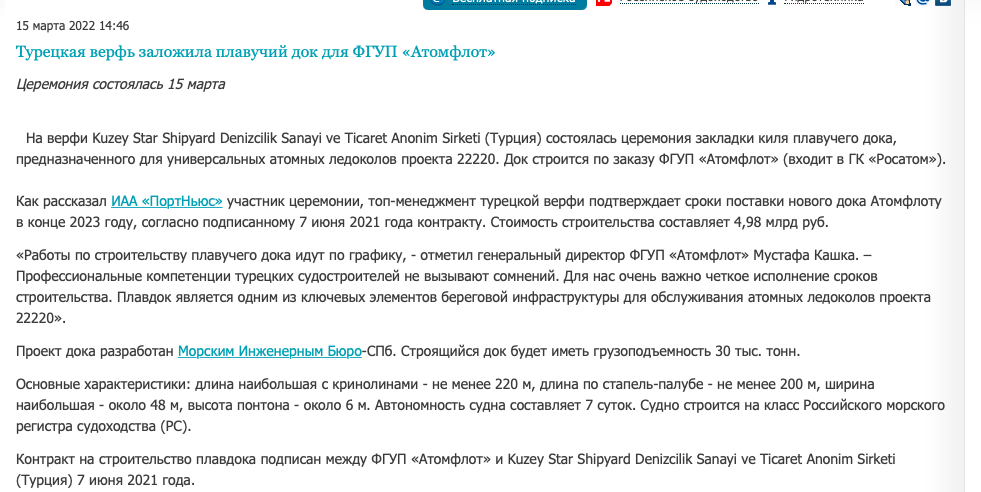 Бесплатная подписка
15 марта 2022 14:46
Турецкая верфь заложила плавучий док для ФГУП «Атомфлот»
Церемония состоялась 15 марта
На верфи Kuzey Star Shipyard Denizcilik Sanayi ve Ticaret Anonim Sirketi (Турция) состоялась церемония закладки киля плавучего дока,
предназначенного для универсальных атомных ледоколов проекта 22220. Док строится по заказу ФГУП «Атомфлот» (входит в ГК «Росатом»).
Как рассказал ИАА «ПортНьюс» участник церемонии, топ-менеджмент турецкой верфи подтверждает сроки поставки нового дока Атомфлоту
в конце 2023 году, согласно подписанному 7 июня 2021 года контракту. Стоимость строительства составляет 4,98 млрд руб.
«Работы по строительству плавучего дока идут по графику, - отметил генеральный директор ФГУП «Атомфлот» Мустафа Кашка. –
Профессиональные компетенции турецких судостроителей не вызывают сомнений. Для нас очень важно четкое исполнение сроков
строительства. Плавдок является одним из ключевых элементов береговой инфраструктуры для обслуживания атомных ледоколов проекта
22220».
Проект дока разработан Морским Инженерным Бюро-СПб. Строящийся док будет иметь грузоподъемность 30 тыс. тонн.
Основные характеристики: длина наибольшая с кринолинами - не менее 220 м, длина по стапель-палубе - не менее 200 м, ширина
наибольшая - около 48 м, высота понтона - около 6 м. Автономность судна составляет 7 суток. Судно строится на класс Российского морского
регистра судоходства (РС).
Контракт на строительство плавдока подписан между ФГУП «Атомфлот» и Kuzey Star Shipyard Denizcilik Sanayi ve Ticaret Anonim Sirketi
(Турция) 7 июня 2021 года.